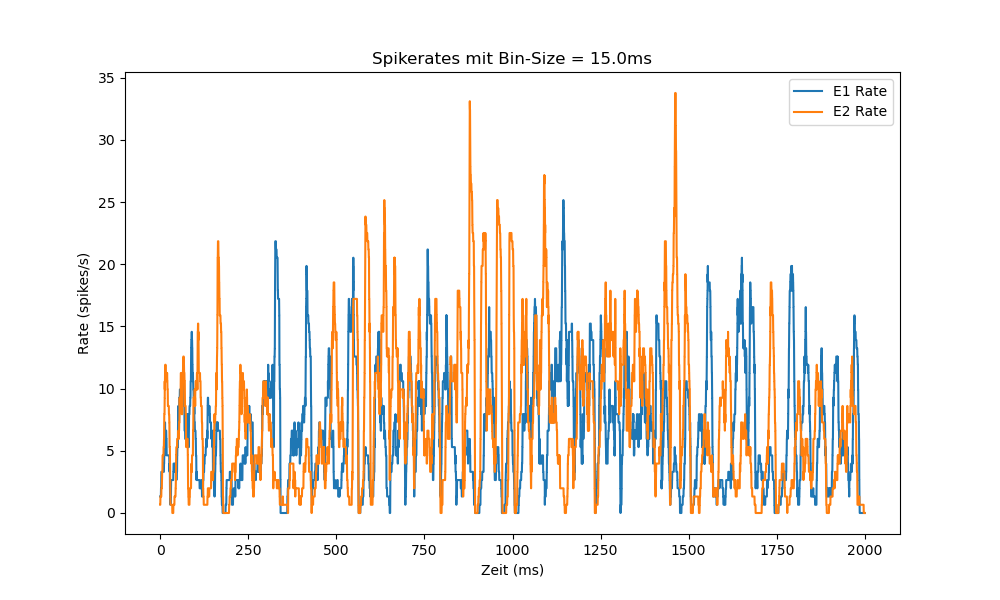 Spikerates mit Bin-Size = 15.0ms
E1 Rate
E2 Rate
Rate (spikes/s)
35
30
25
20
15
10
5
0
0 250 500 750 1000 1250 1500 1750 2000
Zeit (ms)